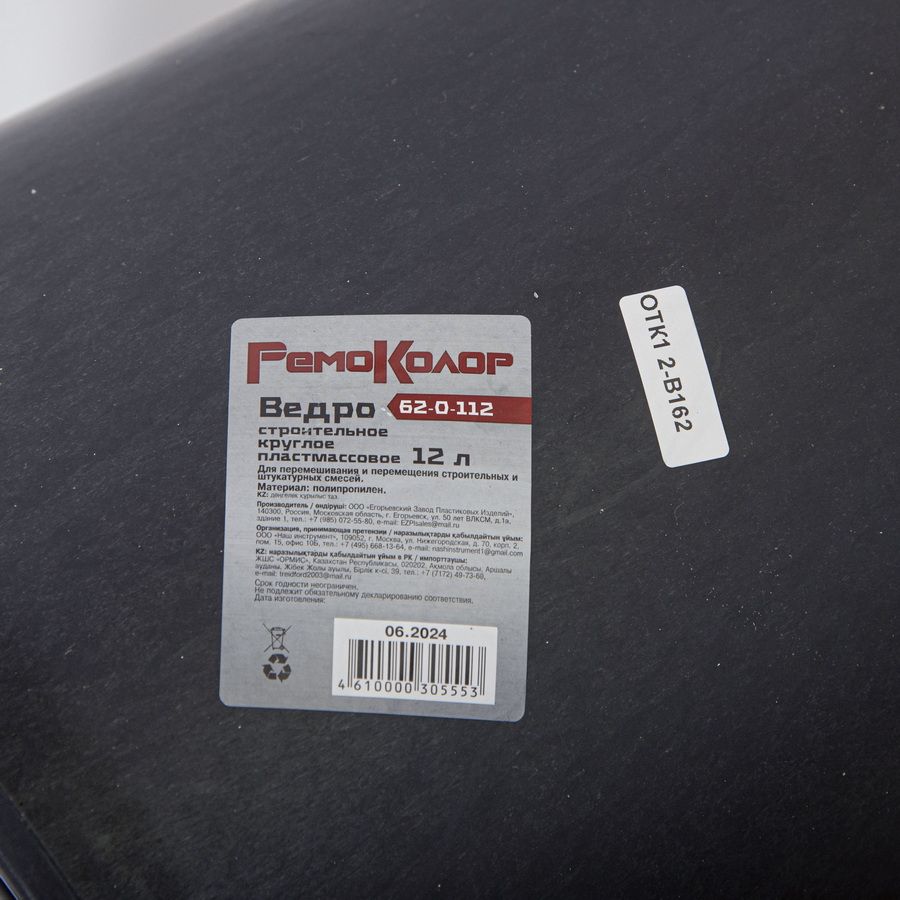 РемоКолор
Ведро 62-0-112
строительное
круглое
пластмассовое 12 л
Для перемешивания и перемещения строительных и
штукатурных смесей.
Материал: полипропилен.
KZ: дөңгелек құрылыс таз
Производитель / өндіруші: ООО «Егорьевский Завод Пластиковых Изделий»,
140300, Россия, Московская область, г. Егорьевск, ул. 50 лет ВЛКСМ, д.1а,
здание 1, тел.: +7 (985) 072-55-80, e-mail: EZPIsales@mail.ru
Организация, принимающая претензии / наразылықтарды қабылдайтын ұйым:
ООО «Наш инструмент», 109052, г. Москва, ул. Нижегородская, д. 70, корп. 2,
пом. 15, офис 10Б, тел.: +7 (495) 668-13-64, e-mail: nashinstrument1@gmail.com
KZ: наразылықтарды қабылдайтын ұйым в РК / импорттаушы:
ЖШС «ОРМИС», Казахстан Республикасы, 020202, Ақмола облысы, Аршалы
ауданы, Жібек Жолы ауылы, Бірлік к-сі, 39, тел.: +7 (7172) 49-73-69,
e-mail: trexford2003@mail.ru
Срок годности неограничен.
Не подлежит обязательному декларированию соответствия.
Дата изготовления:
06.2024
4 610000 305553
ОТК1 2-В162